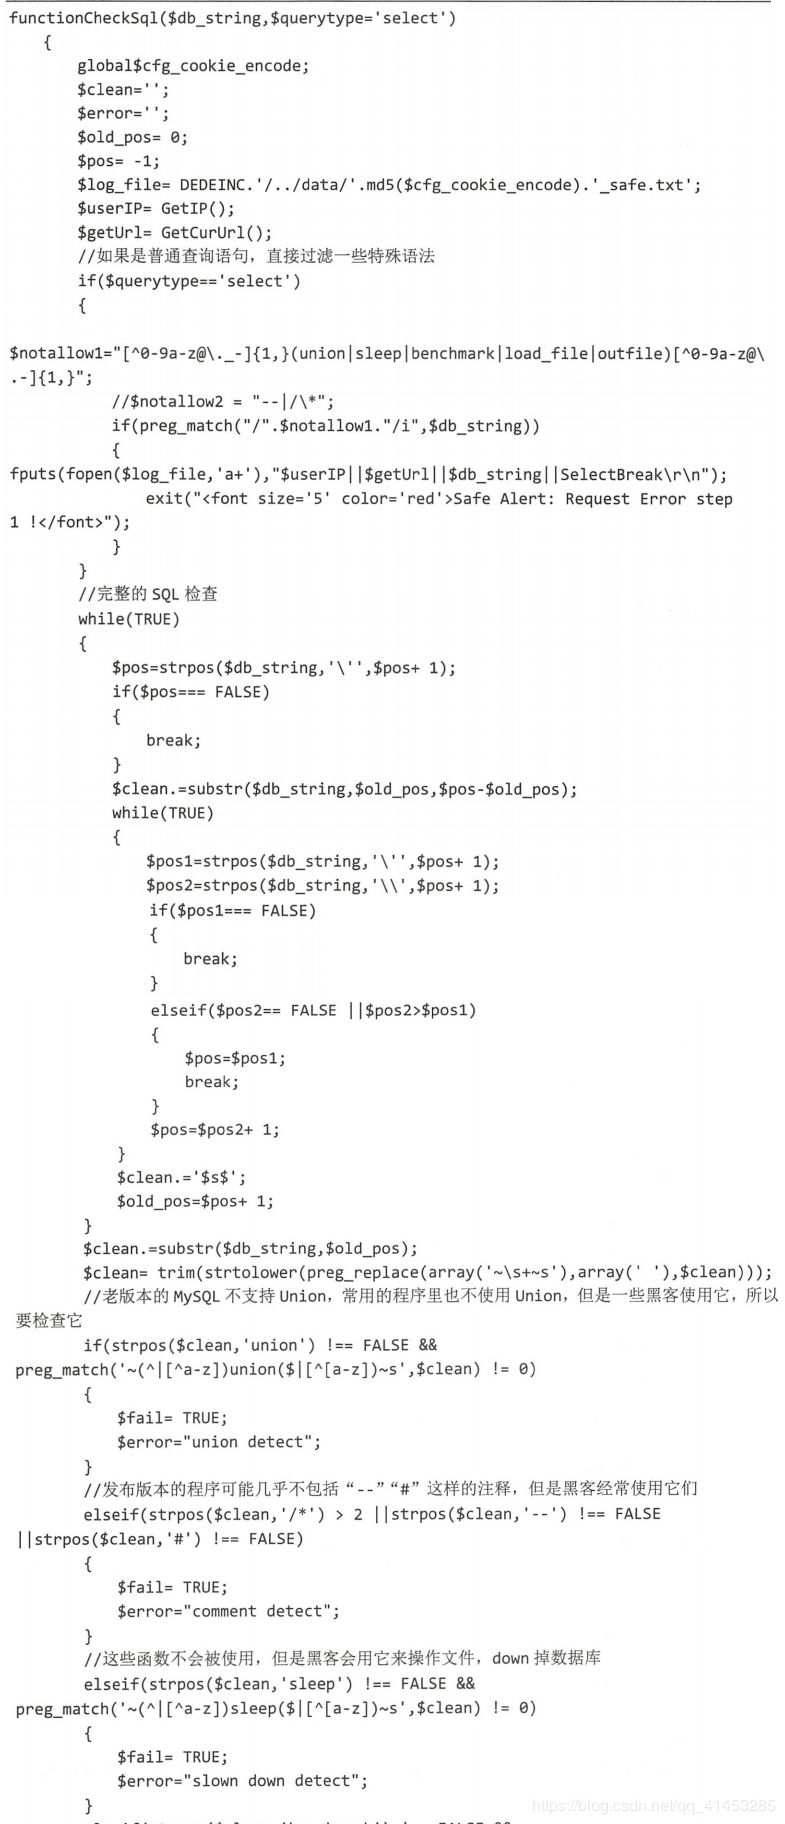 functionCheckSql($db_string,$querytype='select')
{
global$cfg_cookie_encode;
$clean='';
$error='';
$old_pos= 0;
$pos= -1;
$log_file= DEDEINC.'/../data/'.md5($cfg_cookie_encode).'_safe.txt';
$userIP= GetIP();
$getUrl= GetCurUrl();
//如果是普通查询语句，直接过滤一些特殊语法
if($querytype=='select')
{
$notallow1="[^0-9a-z@\._-]{1,}(union|sleep|benchmark|load_file|outfile)[^0-9a-z@\
.-]{1,}";
//$notallow2 = "--|/\*";
if(preg_match("/".$notallow1."/i",$db_string))
{
fputs(fopen($log_file,'a+'),"$userIP||$getUrl||$db_string||SelectBreak\r\n");
exit("<font size='5' color='red'>Safe Alert: Request Error step
1 !</font>");
}
}
//完整的 SQL 检查
while(TRUE)
{
$pos=strpos($db_string,'\'',$pos+ 1);
if($pos=== FALSE)
{
break;
}
$clean.=substr($db_string,$old_pos,$pos-$old_pos);
while(TRUE)
{
$pos1=strpos($db_string,'\'',$pos+ 1);
$pos2=strpos($db_string,'\\',$pos+ 1);
if($pos1=== FALSE)
{
break;
}
elseif($pos2== FALSE ||$pos2>$pos1)
{
$pos=$pos1;
break;
}
$pos=$pos2+ 1;
}
$clean.='$s$';
$old_pos=$pos+ 1;
}
$clean.=substr($db_string,$old_pos);
$clean= trim(strtolower(preg_replace(array('~\s+~s'),array(' '),$clean)));
//老版本的 MySQL 不支持 Union，常用的程序里也不使用 Union，但是一些黑客使用它，所以
要检查它
if(strpos($clean,'union') !== FALSE &&
preg_match('~(^|[^a-z])union($|[^[a-z])~s',$clean) != 0)
{
$fail= TRUE;
$error="union detect";
}
//发布版本的程序可能几乎不包括“--”“#”这样的注释，但是黑客经常使用它们
elseif(strpos($clean,'/*') > 2 ||strpos($clean,'--') !== FALSE
||strpos($clean,'#') !== FALSE)
{
$fail= TRUE;
$error="comment detect";
}
//这些函数不会被使用，但是黑客会用它来操作文件，down 掉数据库
elseif(strpos($clean,'sleep') !== FALSE &&
preg_match('~(^|[^a-z])sleep($|[^[a-z])~s',$clean) != 0)
{
$fail= TRUE;
$error="slown down detect";
}
https://blog.csdn.net/qq_41453285